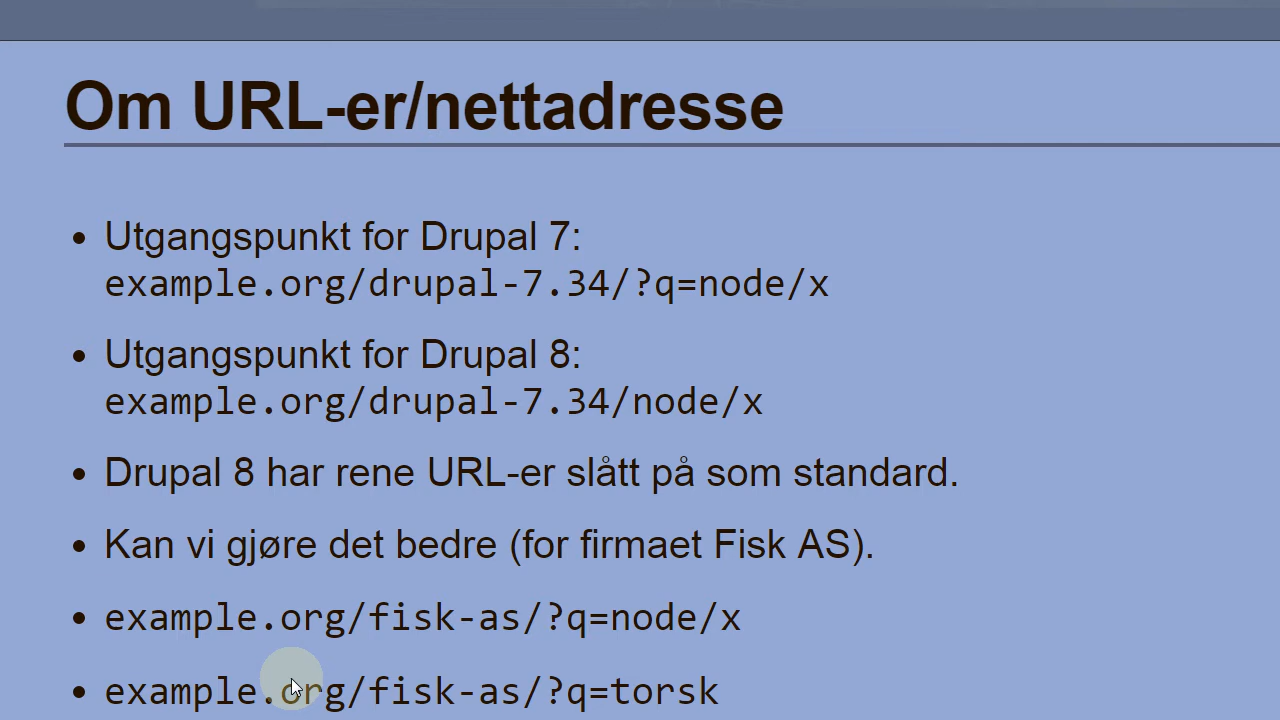 Om URL-er/nettadresse
• Utgangspunkt for Drupal 7:
example.org/drupal-7.34/?q=node/x
• Utgangspunkt for Drupal 8:
example.org/drupal-7.34/node/x
• Drupal 8 har rene URL-er slått på som standard.
• Kan vi gjøre det bedre (for firmaet Fisk AS).
• example.org/fisk-as/?q=node/x
• example.org/fisk-as/?q=torsk